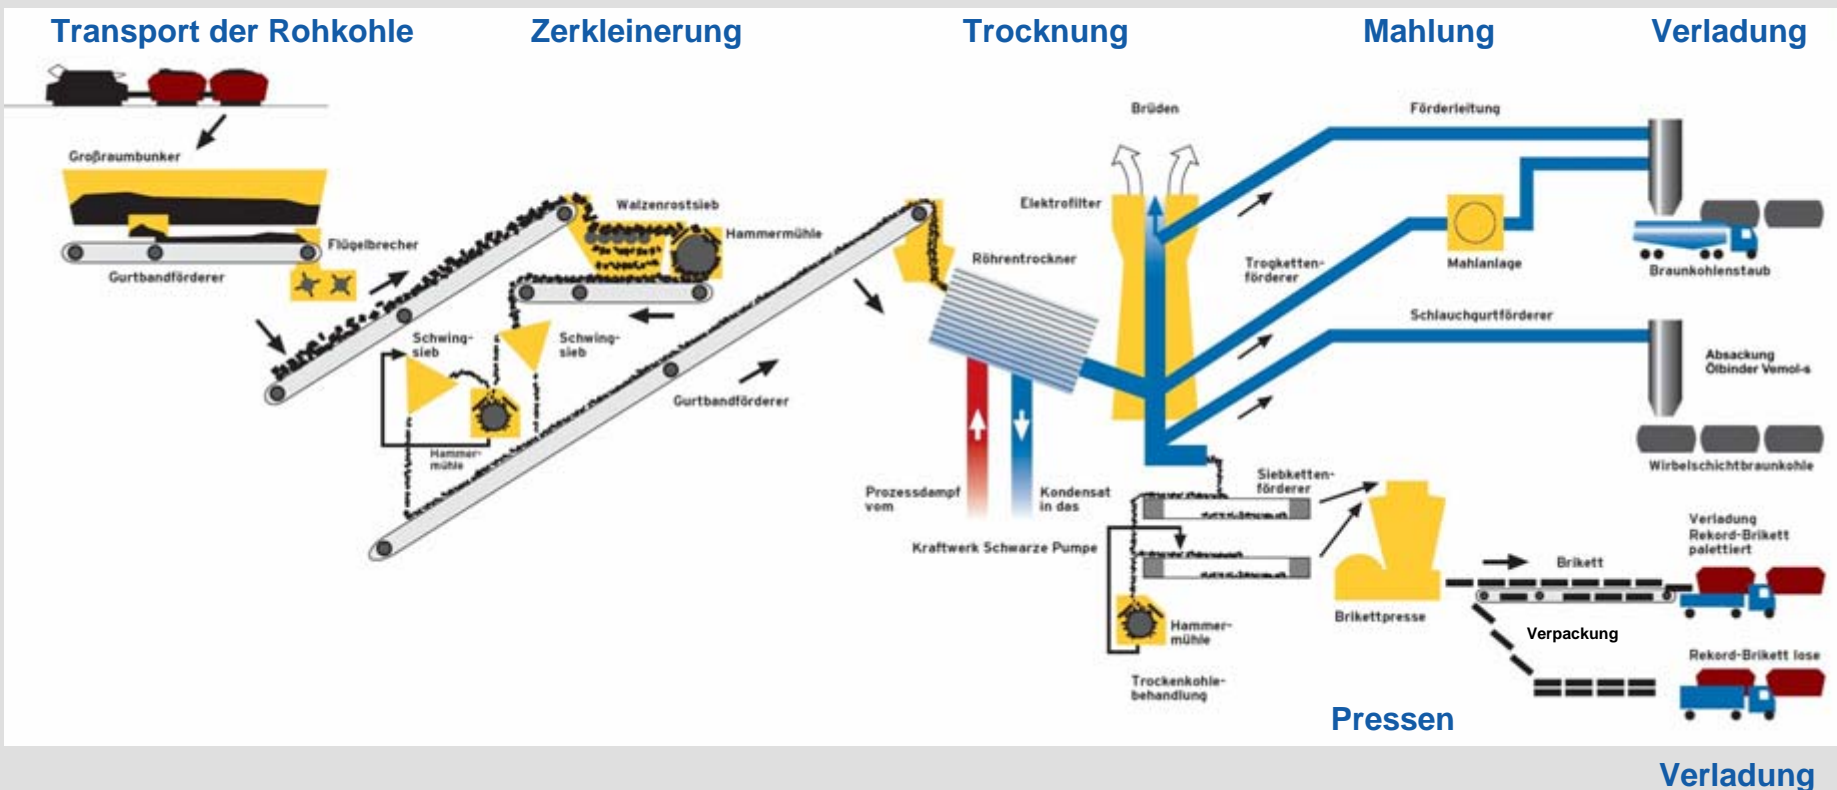 Transport der Rohkohle
Zerkleinerung
Trocknung
Mahlung
Verladung
Großraumbunker
Gurtbandförderer
Flügelbrecher
Walzenrostsieb
Hammermühle
Schwing-
sieb
Schwing-
sieb
Hammer-
mühle
Gurtbandförderer
Brüden
Elektrofilter
Röhrentrockner
Prozessdampf
vom
Kondensat
in das
Kraftwerk Schwarze Pumpe
Förderleitung
Trogketten-
förderer
Mahlanlage
Braunkohlenstaub
Schlauchgurtförderer
Absackung
Ölbinder Vemol-s
Wirbelschichtbraunkohle
Siebketten-
förderer
Hammer-
mühle
Trockenkohle-
behandlung
Brikettpresse
Brikett
Verpackung
Verladung
Rekord-Brikett
palettiert
Rekord-Brikett lose
Pressen
Verladung